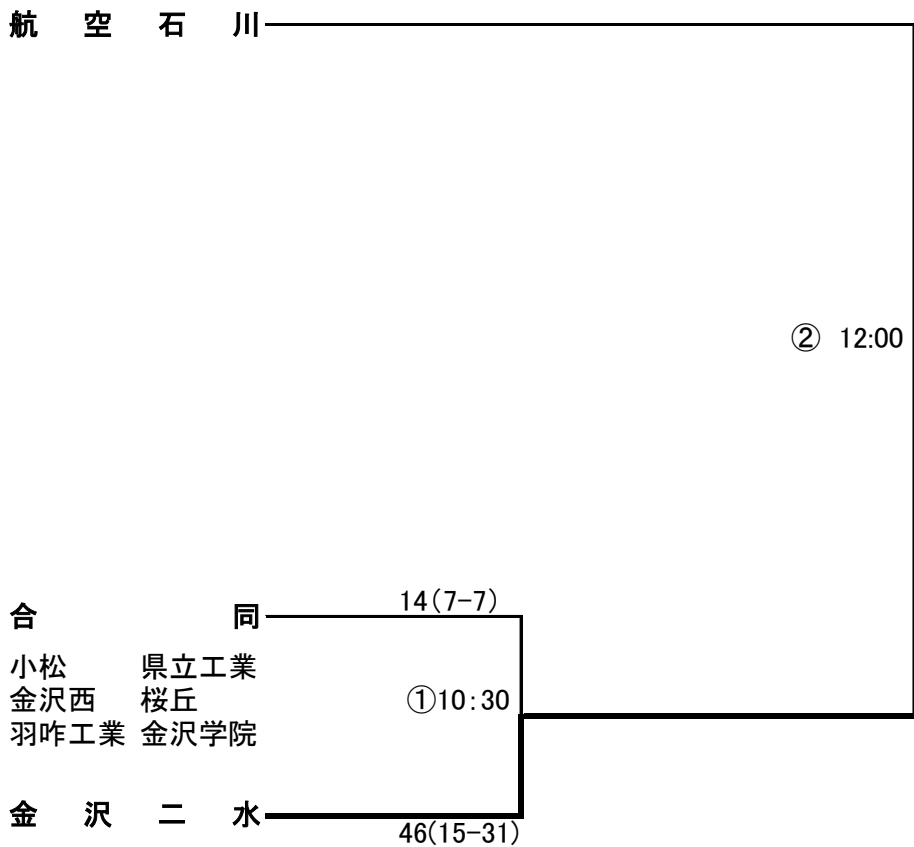 航空石川
② 12:00
14(7-7)
合同
小松 県立工業
金沢西 桜丘
①10:30
羽咋工業 金沢学院
金沢二水
46(15-31)